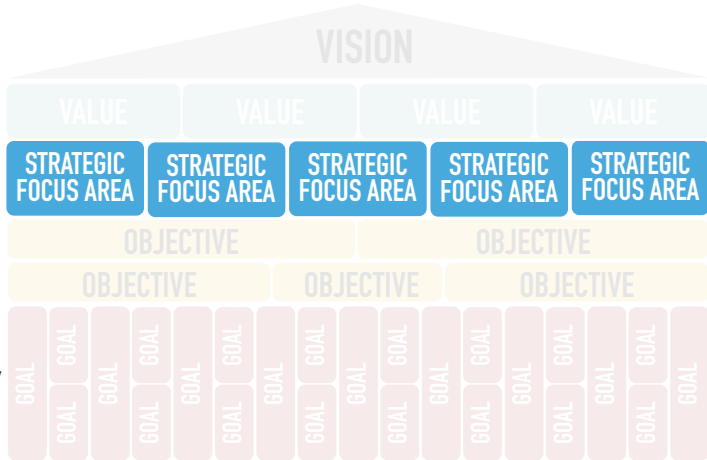 VISION
VALUE VALUE VALUE VALUE
STRATEGIC FOCUS AREA
STRATEGIC FOCUS AREA
STRATEGIC FOCUS AREA
STRATEGIC FOCUS AREA
STRATEGIC FOCUS AREA
OBJECTIVE OBJECTIVE
OBJECTIVE OBJECTIVE OBJECTIVE
GOAL GOAL GOAL GOAL GOAL GOAL GOAL GOAL
GOAL GOAL GOAL GOAL GOAL GOAL GOAL GOAL GOAL
GOAL GOAL GOAL GOAL GOAL GOAL GOAL GOAL